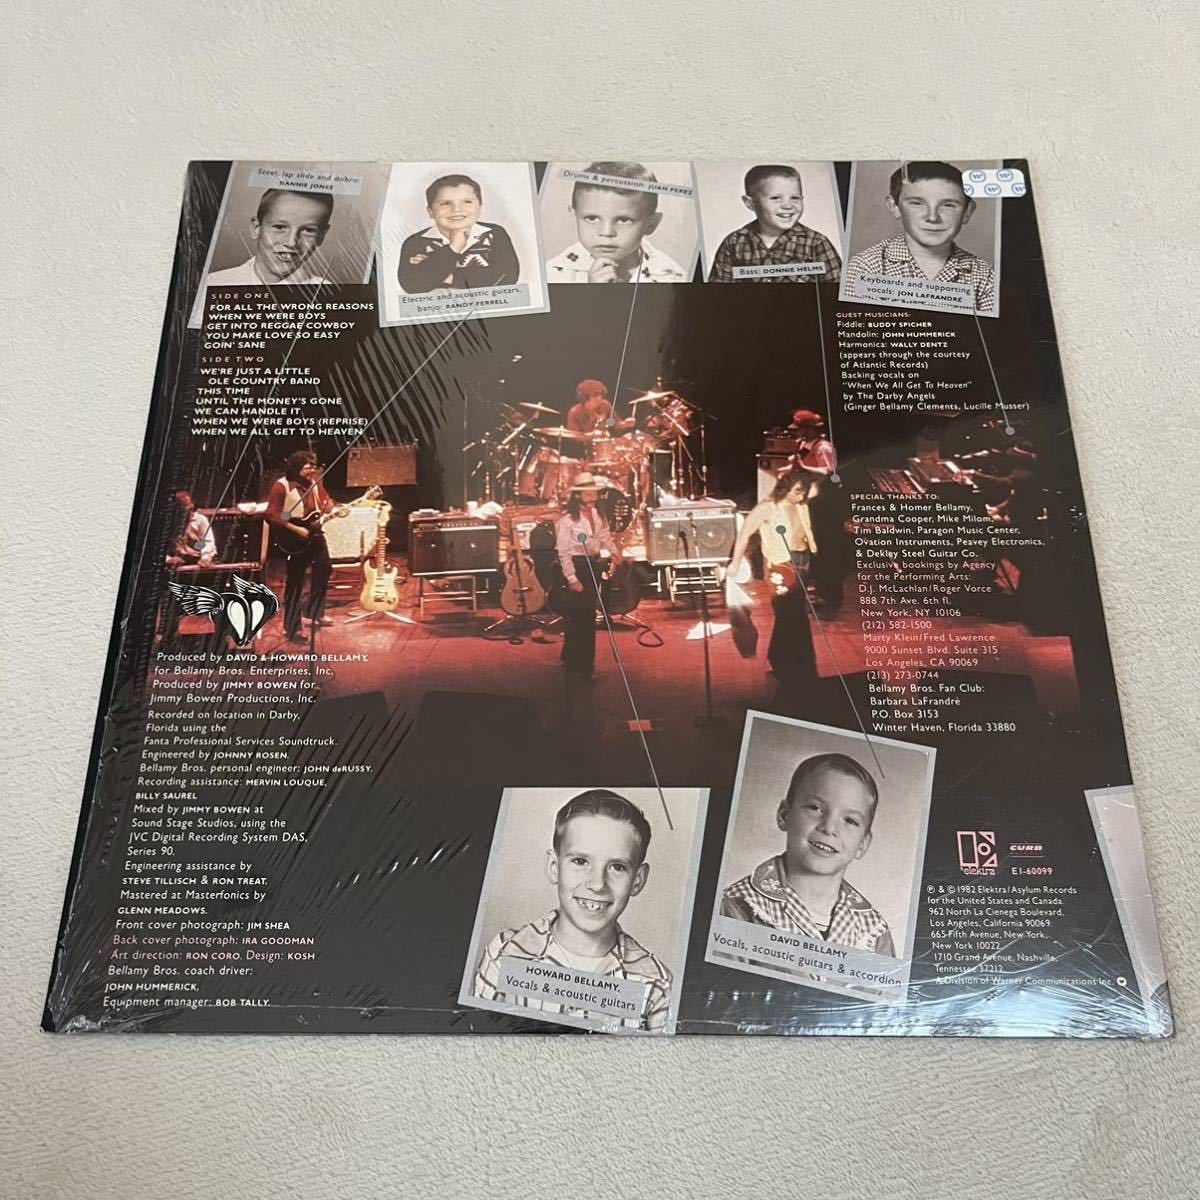 Steel, lap slide and dobro:
DANNIE JONES
Electric and acoustic guitars,
banjo: RANDY FERRELL
Drums & percussion: JUAN PEREZ
Bass: DONNIE HELMS
Keyboards and supporting
vocals: JON LAFRANDRÉ
SIDE ONE
FOR ALL THE WRONG REASONS
WHEN WE WERE BOYS
GET INTO REGGAE COWBOY
YOU MAKE LOVE SO EASY
GOIN' SANE
SIDE TWO
WE'RE JUST A LITTLE
OLE COUNTRY BAND
THIS TIME
UNTIL THE MONEY'S GONE
WE CAN HANDLE IT
WHEN WE WERE BOYS (REPRISE)
WHEN WE ALL GET TO HEAVEN
GUEST MUSICIANS:
Fiddle: BUDDY SPICHER
Mandolin: JOHN HUMMERICK
Harmonica: WALLY DENTZ
(appears through the courtesy
of Atlantic Records)
Backing vocals on
"When We All Get To Heaven"
by The Darby Angels
(Ginger Bellamy Clements, Lucille Musser)
SPECIAL THANKS TO:
Frances & Homer Bellamy,
Grandma Cooper, Mike Milom,
Tim Baldwin, Paragon Music Center,
Ovation Instruments, Peavey Electronics,
& Dekley Steel Guitar Co.
Exclusive bookings by Agency
for the Performing Arts:
D.J. McLachlan/Roger Vorce
888 7th Ave. 6th fl.
New York, NY 10106
(212) 582-1500
Marty Klein/Fred Lawrence
9000 Sunset Blvd. Suite 315
Los Angeles, CA 90069
(213) 273-0744
Bellamy Bros. Fan Club:
Barbara LaFrandré
P.O. Box 3153
Winter Haven, Florida 33880
Produced by DAVID & HOWARD BELLAMY
for Bellamy Bros. Enterprises, Inc.
Produced by JIMMY BOWEN for
Jimmy Bowen Productions, Inc.
Recorded on location in Darby,
Florida using the
Fanta Professional Services Soundtruck.
Engineered by JOHNNY ROSEN.
Bellamy Bros. personal engineer: JOHN deRUSSY.
Recording assistance: MERVIN LOUQUE,
BILLY SAUREL
Mixed by JIMMY BOWEN at
Sound Stage Studios, using the
JVC Digital Recording System DAS,
Series 90.
Engineering assistance by
STEVE TILLISCH & RON TREAT.
Mastered at Masterfonics by
GLENN MEADOWS.
Front cover photograph: JIM SHEA
Back cover photograph: IRA GOODMAN
Art direction: RON CORO. Design: KOSH
Bellamy Bros. coach driver:
JOHN HUMMERICK,
Equipment manager: BOB TALLY.
HOWARD BELLAMY,
Vocals & acoustic guitars
DAVID BELLAMY
Vocals, acoustic guitars & accordion
elektra
CURB
E1-60099
℗ & © 1982 Elektra/Asylum Records
for the United States and Canada.
962 North La Cienega Boulevard,
Los Angeles, California 90069.
665 Fifth Avenue, New York,
New York 10022
1710 Grand Avenue, Nashville,
Tennessee 37212
A Division of Warner Communications Inc.